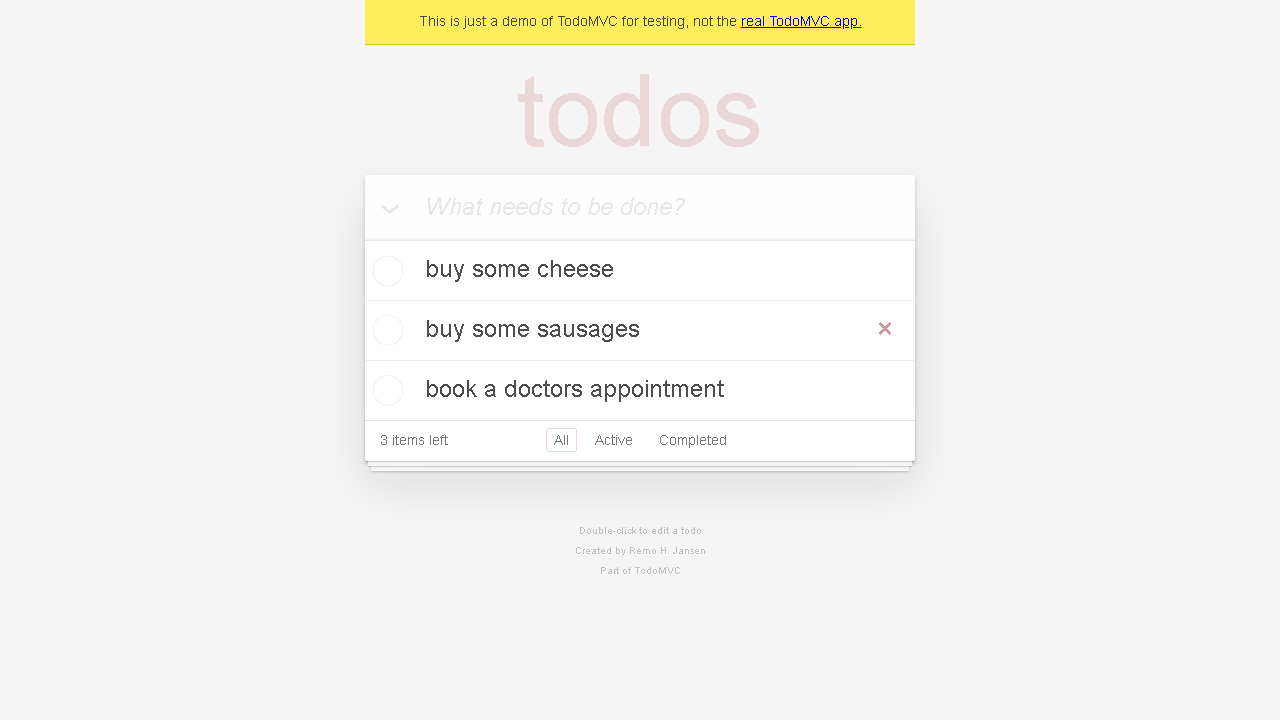 This is just a demo of TodoMVC for testing, not the real TodoMVC app.
todos
What needs to be done?
buy some cheese
buy some sausages
book a doctors appointment
3 items left
All
Active
Completed
Double-click to edit a todo
Created by Remo H. Jansen
Part of TodoMVC